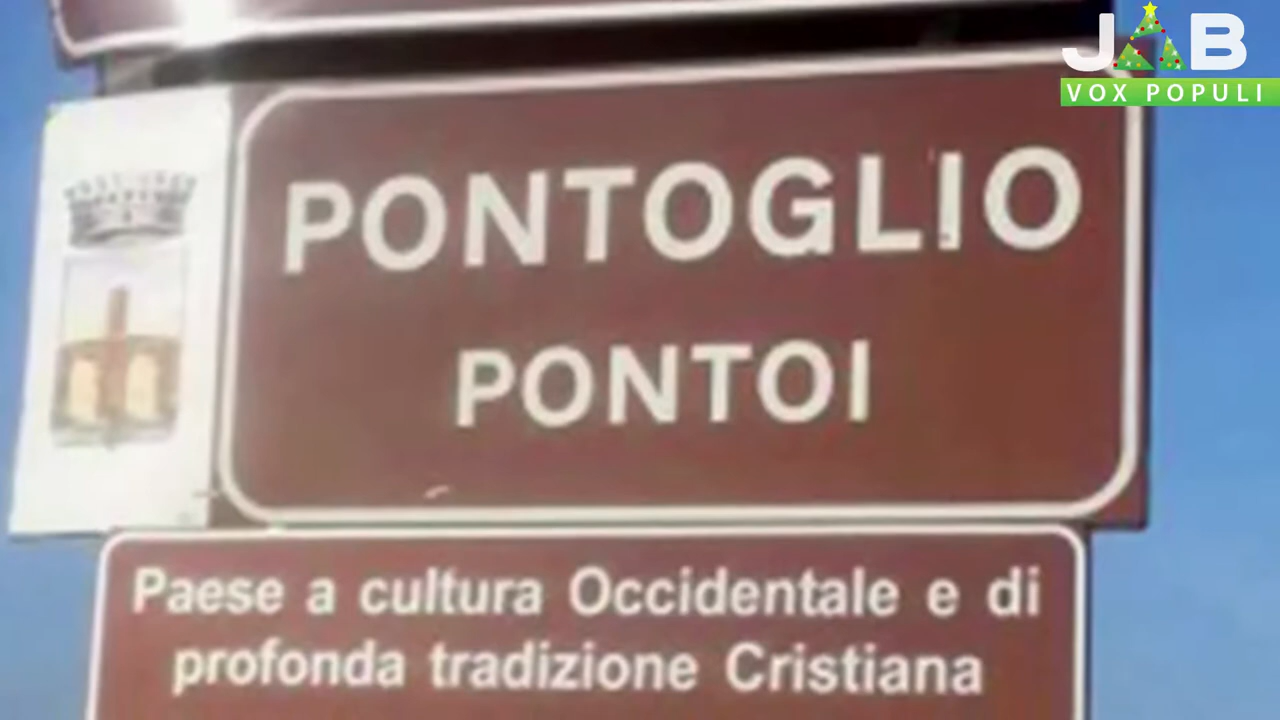 JAB
VOX POPULI
PONTOGLIO
PONTOI
Paese a cultura Occidentale e di
profonda tradizione Cristiana